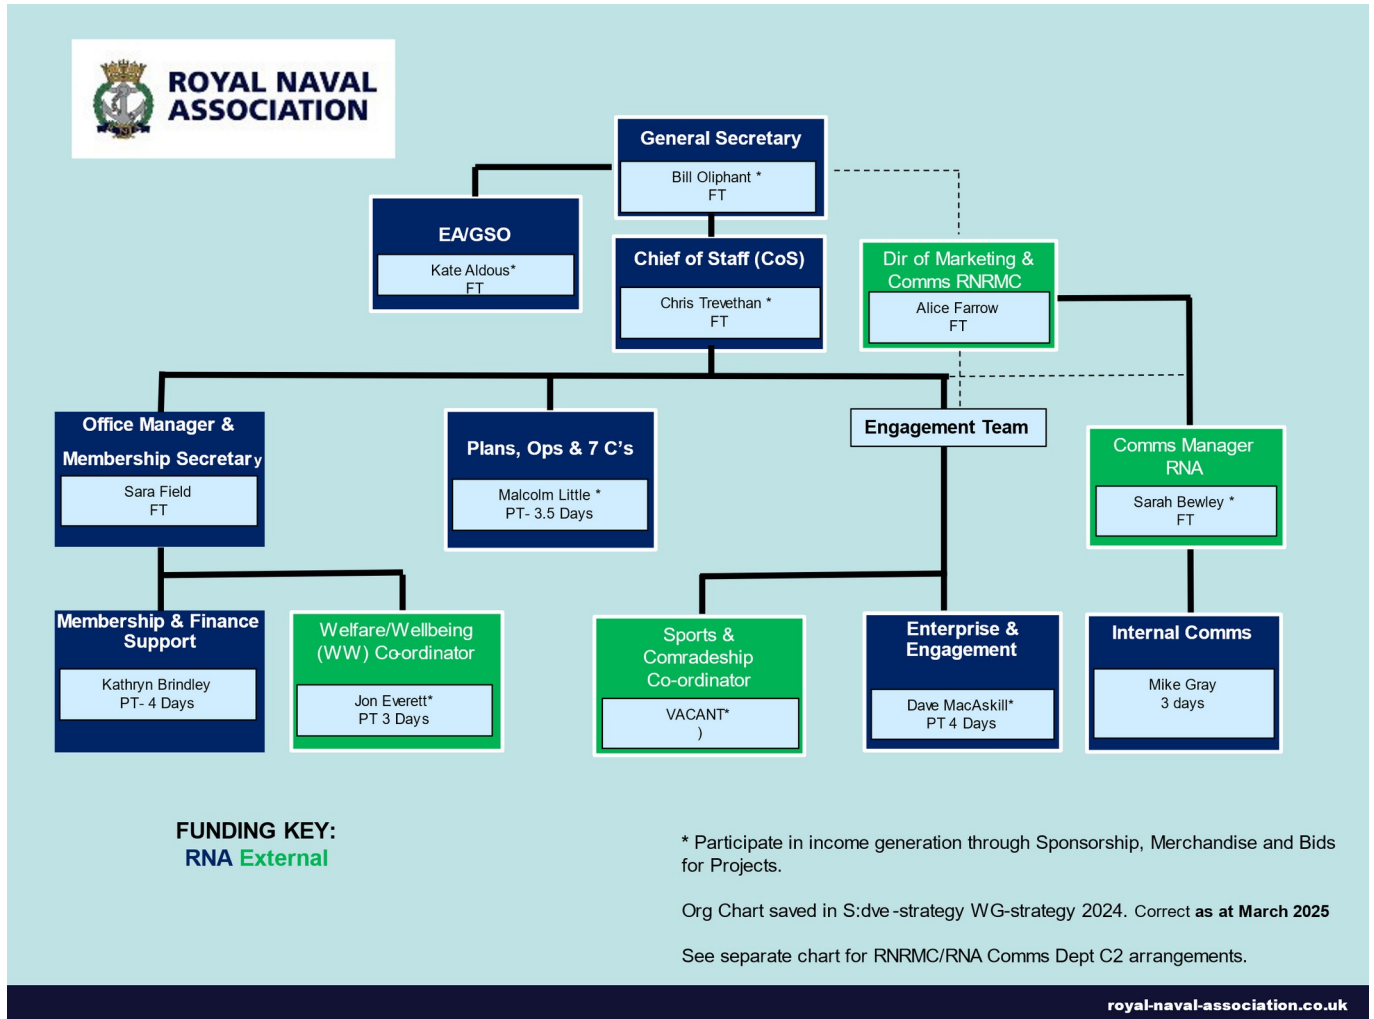 ROYAL NAVAL
ASSOCIATION
General Secretary
Bill Oliphant *
FT
EA/GSO
Kate Aldous*
FT
Chief of Staff (CoS)
Chris Trevethan *
FT
Dir of Marketing &
Comms RNRMC
Alice Farrow
FT
Office Manager &
Membership Secretary
Sara Field
FT
Plans, Ops & 7 C's
Malcolm Little *
PT- 3.5 Days
Engagement Team
Comms Manager
RNA
Sarah Bewley *
FT
Membership & Finance
Support
Kathryn Brindley
PT- 4 Days
Welfare/Wellbeing
(WW) Co-ordinator
Jon Everett*
PT 3 Days
Sports &
Comradeship
Co-ordinator
VACANT*
)
Enterprise &
Engagement
Dave MacAskill*
PT 4 Days
Internal Comms
Mike Gray
3 days
FUNDING KEY:
RNA External
* Participate in income generation through Sponsorship, Merchandise and Bids
for Projects.
Org Chart saved in S:dve -strategy WG-strategy 2024. Correct as at March 2025
See separate chart for RNRMC/RNA Comms Dept C2 arrangements.
royal-naval-association.co.uk